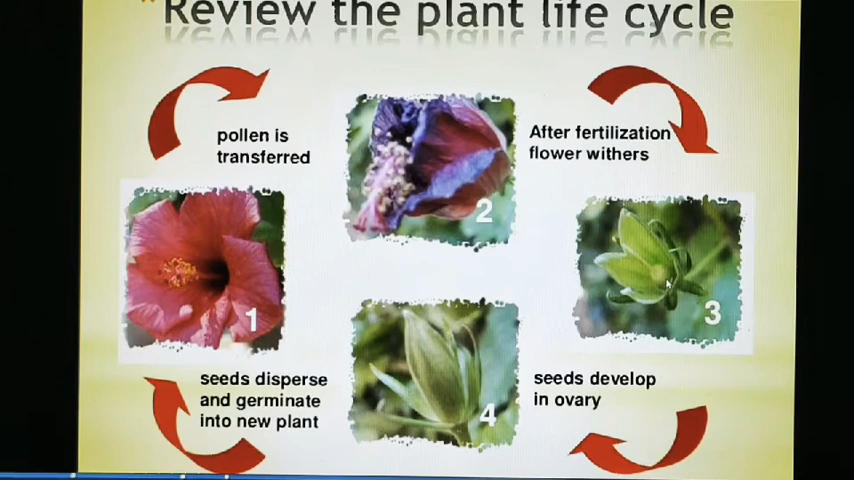 *Review the plant life cycle
pollen is
transferred
After fertilization
flower withers
2
1
3
seeds disperse
and germinate
into new plant
seeds develop
in ovary
4